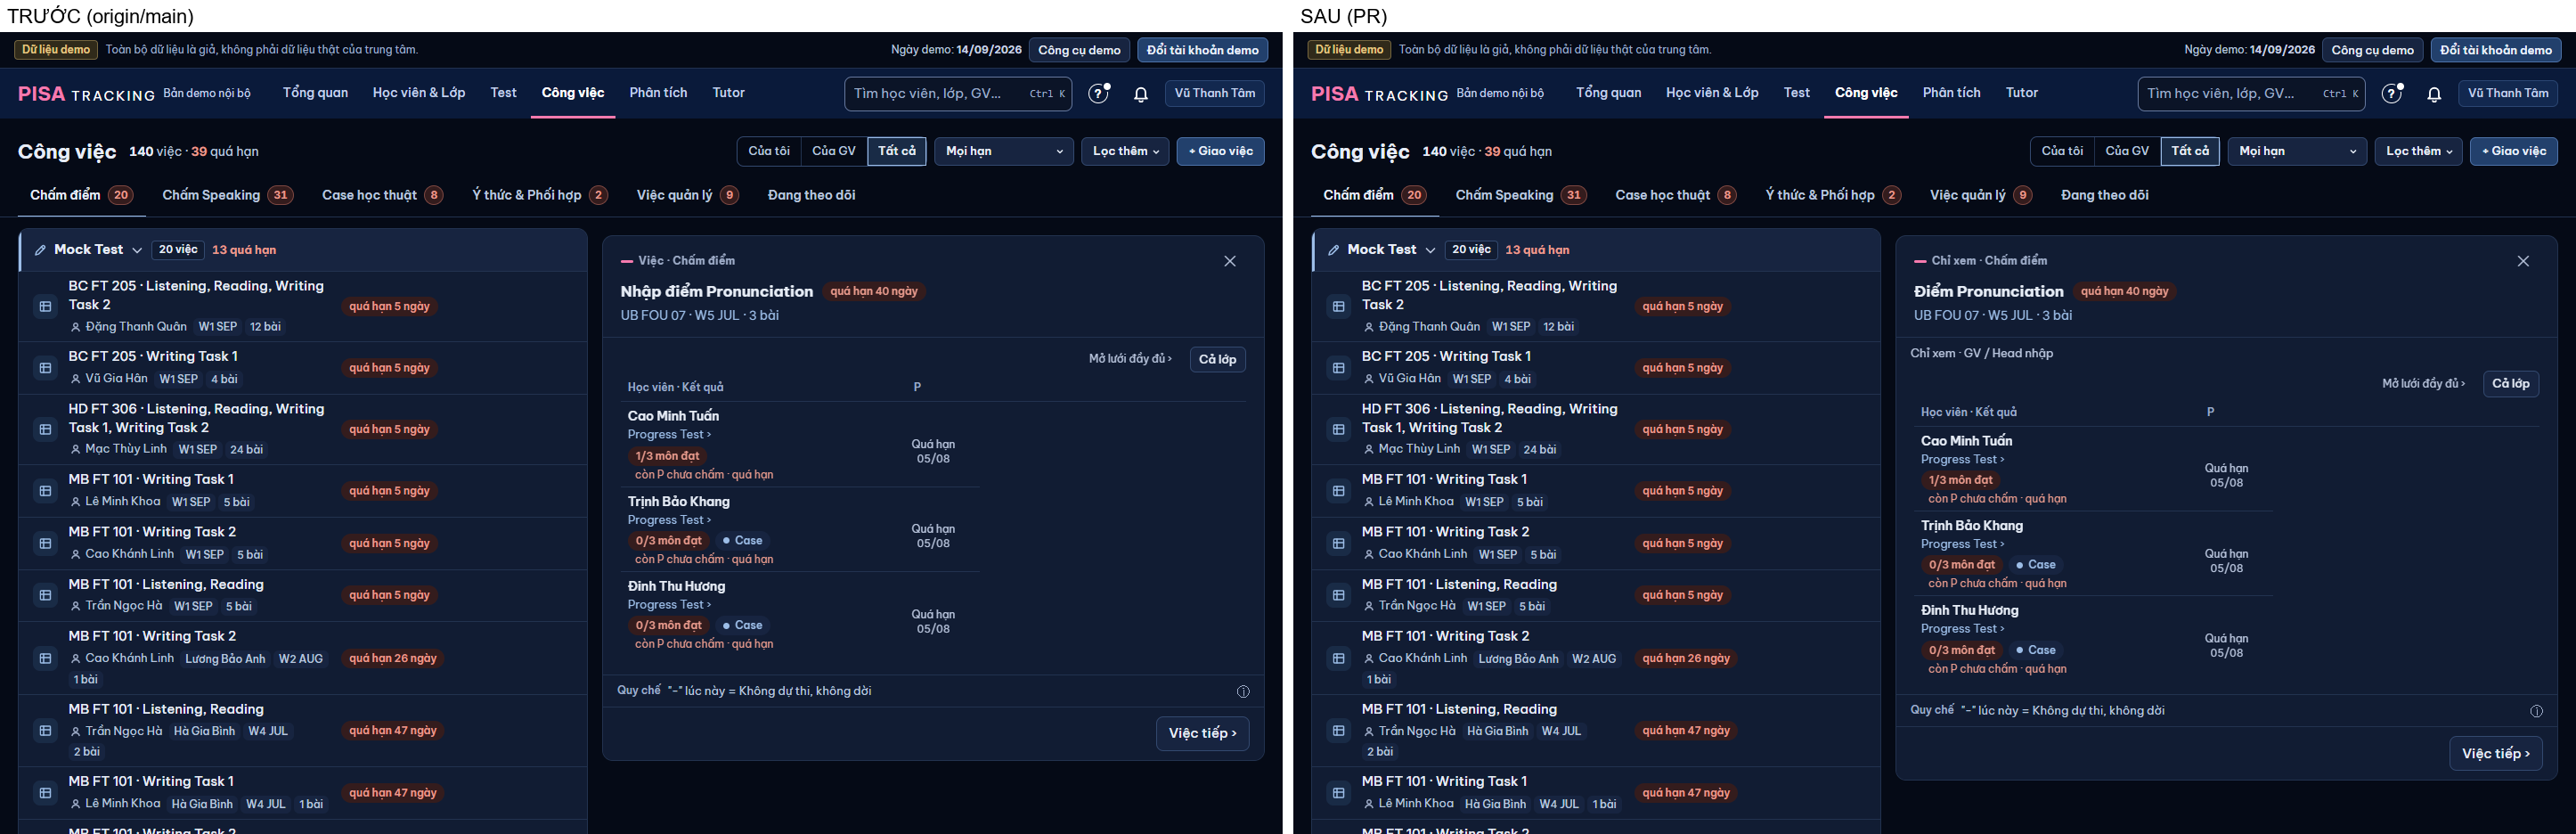 TRƯỚC (origin/main)
Dữ liệu demo Toàn bộ dữ liệu là giả, không phải dữ liệu thật của trung tâm. Ngày demo: 14/09/2026 Công cụ demo Đổi tài khoản demo
PISA TRACKING Bản demo nội bộ Tổng quan Học viên & Lớp Test Công việc Phân tích Tutor Tìm học viên, lớp, GV... Ctrl K ? Vũ Thanh Tâm
Công việc 140 việc · 39 quá hạn Của tôi Của GV Tất cả Mọi hạn Lọc thêm + Giao việc
Chấm điểm 20 Chấm Speaking 31 Case học thuật 8 Ý thức & Phối hợp 2 Việc quản lý 9 Đang theo dõi
Mock Test 20 việc 13 quá hạn
BC FT 205 · Listening, Reading, Writing
Task 2
quá hạn 5 ngày
Đặng Thanh Quân W1 SEP 12 bài
BC FT 205 · Writing Task 1
quá hạn 5 ngày
Vũ Gia Hân W1 SEP 4 bài
HD FT 306 · Listening, Reading, Writing
Task 1, Writing Task 2
quá hạn 5 ngày
Mạc Thùy Linh W1 SEP 24 bài
MB FT 101 · Writing Task 1
quá hạn 5 ngày
Lê Minh Khoa W1 SEP 5 bài
MB FT 101 · Writing Task 2
quá hạn 5 ngày
Cao Khánh Linh W1 SEP 5 bài
MB FT 101 · Listening, Reading
quá hạn 5 ngày
Trần Ngọc Hà W1 SEP 5 bài
MB FT 101 · Writing Task 2
Cao Khánh Linh Lương Bảo Anh W2 AUG quá hạn 26 ngày
1 bài
MB FT 101 · Listening, Reading
Trần Ngọc Hà Hà Gia Bình W4 JUL quá hạn 47 ngày
2 bài
MB FT 101 · Writing Task 1
quá hạn 47 ngày
Lê Minh Khoa Hà Gia Bình W4 JUL 1 bài
MB FT 101 · Writing Task 2
Việc · Chấm điểm
Nhập điểm Pronunciation quá hạn 40 ngày
UB FOU 07 · W5 JUL · 3 bài
Mở lưới đầy đủ › Cả lớp
Học viên · Kết quả P
Cao Minh Tuấn
Progress Test ›
1/3 môn đạt
còn P chưa chấm · quá hạn
Quá hạn
05/08
Trịnh Bảo Khang
Progress Test ›
0/3 môn đạt Case
còn P chưa chấm · quá hạn
Quá hạn
05/08
Đinh Thu Hương
Progress Test ›
0/3 môn đạt Case
còn P chưa chấm · quá hạn
Quá hạn
05/08
Quy chế "-" lúc này = Không dự thi, không dời
Việc tiếp ›
SAU (PR)
Dữ liệu demo Toàn bộ dữ liệu là giả, không phải dữ liệu thật của trung tâm. Ngày demo: 14/09/2026 Công cụ demo Đổi tài khoản demo
PISA TRACKING Bản demo nội bộ Tổng quan Học viên & Lớp Test Công việc Phân tích Tutor Tìm học viên, lớp, GV... Ctrl K ? Vũ Thanh Tâm
Công việc 140 việc · 39 quá hạn Của tôi Của GV Tất cả Mọi hạn Lọc thêm + Giao việc
Chấm điểm 20 Chấm Speaking 31 Case học thuật 8 Ý thức & Phối hợp 2 Việc quản lý 9 Đang theo dõi
Mock Test 20 việc 13 quá hạn
BC FT 205 · Listening, Reading, Writing
Task 2
quá hạn 5 ngày
Đặng Thanh Quân W1 SEP 12 bài
BC FT 205 · Writing Task 1
quá hạn 5 ngày
Vũ Gia Hân W1 SEP 4 bài
HD FT 306 · Listening, Reading, Writing
Task 1, Writing Task 2
quá hạn 5 ngày
Mạc Thùy Linh W1 SEP 24 bài
MB FT 101 · Writing Task 1
quá hạn 5 ngày
Lê Minh Khoa W1 SEP 5 bài
MB FT 101 · Writing Task 2
quá hạn 5 ngày
Cao Khánh Linh W1 SEP 5 bài
MB FT 101 · Listening, Reading
quá hạn 5 ngày
Trần Ngọc Hà W1 SEP 5 bài
MB FT 101 · Writing Task 2
Cao Khánh Linh Lương Bảo Anh W2 AUG quá hạn 26 ngày
1 bài
MB FT 101 · Listening, Reading
Trần Ngọc Hà Hà Gia Bình W4 JUL quá hạn 47 ngày
2 bài
MB FT 101 · Writing Task 1
quá hạn 47 ngày
Lê Minh Khoa Hà Gia Bình W4 JUL 1 bài
MB FT 101 · Writing Task 2
Chỉ xem · Chấm điểm
Điểm Pronunciation quá hạn 40 ngày
UB FOU 07 · W5 JUL · 3 bài
Chỉ xem · GV / Head nhập
Mở lưới đầy đủ › Cả lớp
Học viên · Kết quả P
Cao Minh Tuấn
Progress Test ›
1/3 môn đạt
còn P chưa chấm · quá hạn
Quá hạn
05/08
Trịnh Bảo Khang
Progress Test ›
0/3 môn đạt Case
còn P chưa chấm · quá hạn
Quá hạn
05/08
Đinh Thu Hương
Progress Test ›
0/3 môn đạt Case
còn P chưa chấm · quá hạn
Quá hạn
05/08
Quy chế "-" lúc này = Không dự thi, không dời
Việc tiếp ›